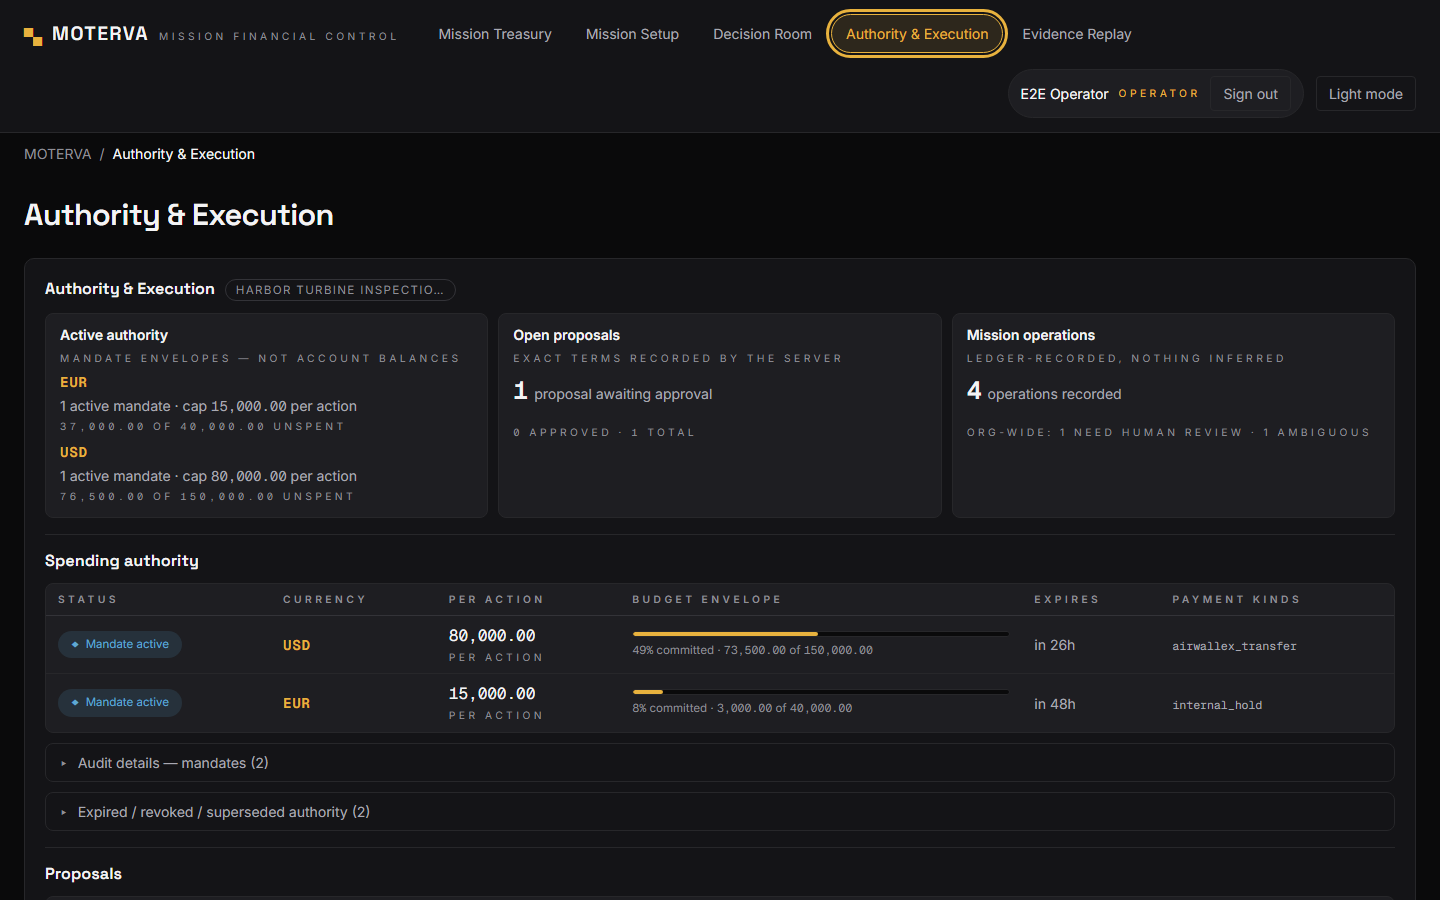 MOTERVA MISSION FINANCIAL CONTROL Mission Treasury Mission Setup Decision Room Authority & Execution Evidence Replay
E2E Operator OPERATOR Sign out Light mode
MOTERVA / Authority & Execution
Authority & Execution
Authority & Execution HARBOR TURBINE INSPECTIO…
Active authority
MANDATE ENVELOPES — NOT ACCOUNT BALANCES
EUR
1 active mandate · cap 15,000.00 per action
37,000.00 OF 40,000.00 UNSPENT
USD
1 active mandate · cap 80,000.00 per action
76,500.00 OF 150,000.00 UNSPENT
Open proposals
EXACT TERMS RECORDED BY THE SERVER
1 proposal awaiting approval
0 APPROVED · 1 TOTAL
Mission operations
LEDGER-RECORDED, NOTHING INFERRED
4 operations recorded
ORG-WIDE: 1 NEED HUMAN REVIEW · 1 AMBIGUOUS
Spending authority
STATUS CURRENCY PER ACTION BUDGET ENVELOPE EXPIRES PAYMENT KINDS
Mandate active USD 80,000.00 PER ACTION 49% committed · 73,500.00 of 150,000.00 in 26h airwallex_transfer
Mandate active EUR 15,000.00 PER ACTION 8% committed · 3,000.00 of 40,000.00 in 48h internal_hold
Audit details — mandates (2)
Expired / revoked / superseded authority (2)
Proposals